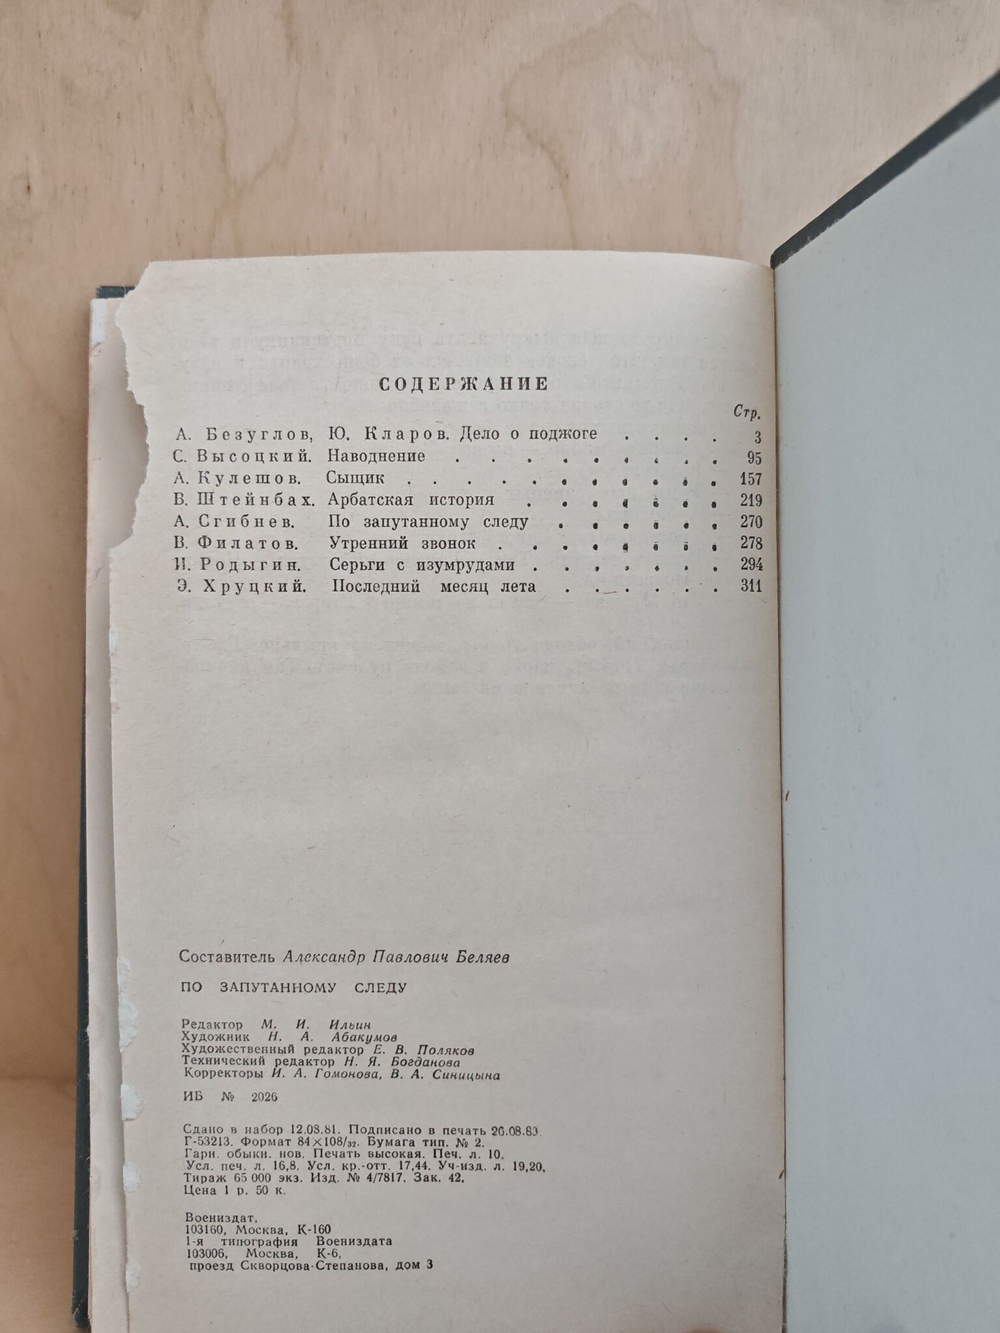 СОДЕРЖАНИЕ
Стр.
А. Безуглов, Ю. Кларов. Дело о поджоге . . . . 3
С. Высоцкий. Наводнение . . . . . . . . . 95
А. Кулешов. Сыщик . . . . . . . . . . . 157
В. Штейнбах. Арбатская история . . . . . . . 219
А. Сгибнев. По запутанному следу . . . . . . 270
В. Филатов. Утренний звонок . . . . . . . . 278
И. Родыгин. Серьги с изумрудами . . . . . . . 294
Э. Хруцкий. Последний месяц лета . . . . . . 311
Составитель Александр Павлович Беляев
ПО ЗАПУТАННОМУ СЛЕДУ
Редактор М. И. Ильин
Художник Н. А. Абакумов
Художественный редактор Е. В. Поляков
Технический редактор Н. Я. Богданова
Корректоры И. А. Гомонова, В. А. Синицына
ИБ № 2026
Сдано в набор 12.08.81. Подписано в печать 26.08.83.
Г-53213. Формат 84×108/32. Бумага тип. № 2.
Гарн. обыкн. нов. Печать высокая. Печ. л. 10.
Усл. печ. л. 16,8. Усл. кр.-отт. 17,44. Уч-изд. л. 19,20.
Тираж 65 000 экз. Изд. № 4/7817. Зак. 42.
Цена 1 р. 50 к.
Воениздат,
103160, Москва, К-160
1-я типография Воениздата
103006, Москва, К-6,
проезд Скворцова-Степанова, дом 3